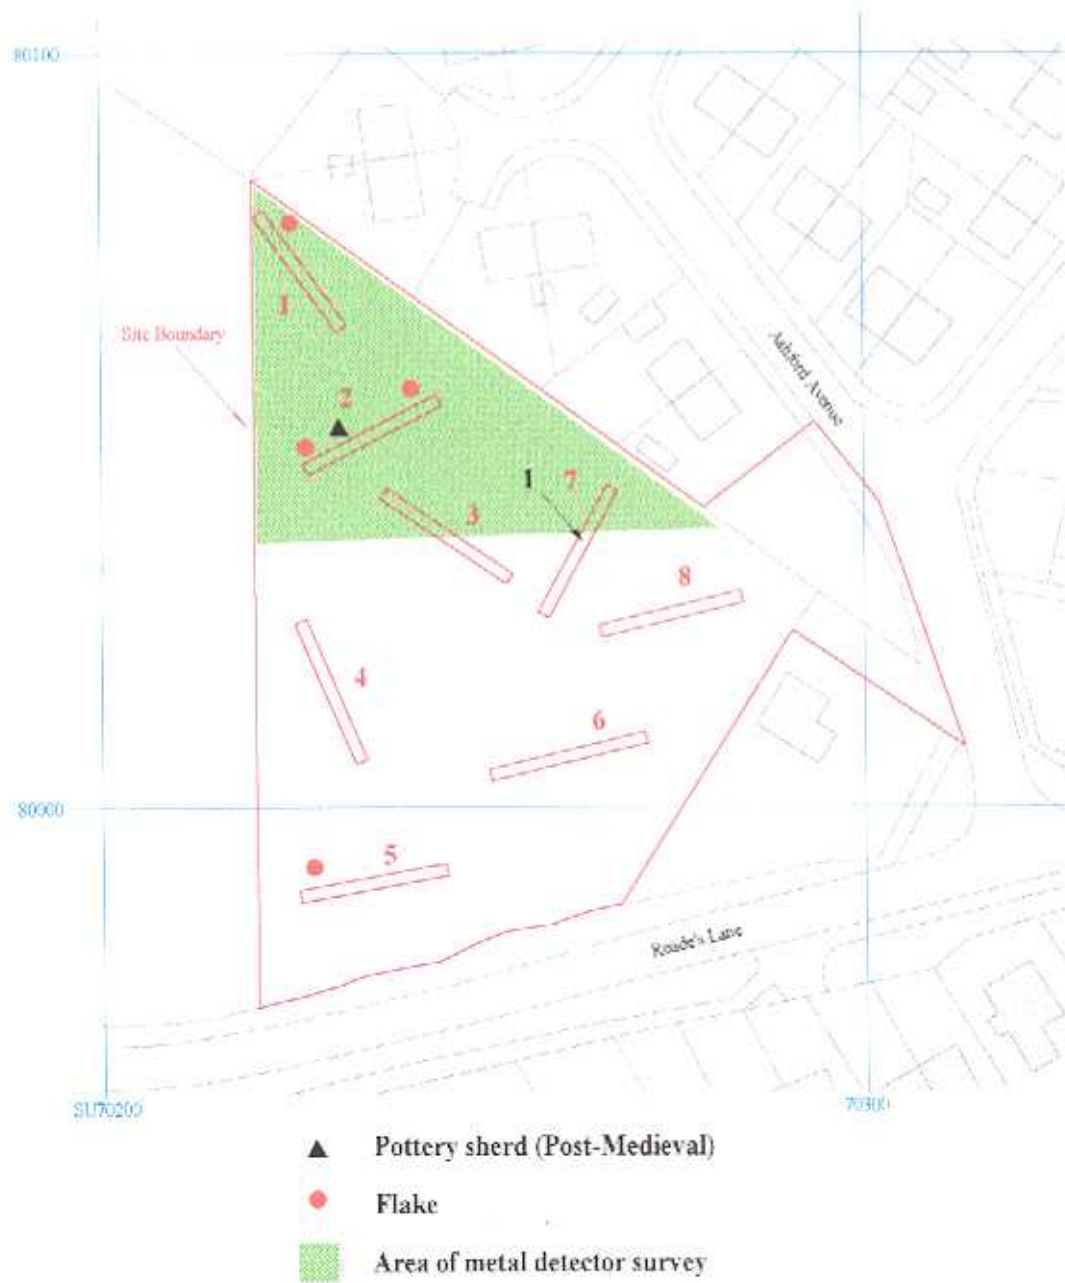 80100
1
Site Boundary
Ashford Avenue
2
1
7
3
8
4
6
80000
5
Reade's Lane
SU70200
70300
Pottery sherd (Post-Medieval)
Flake
Area of metal detector survey